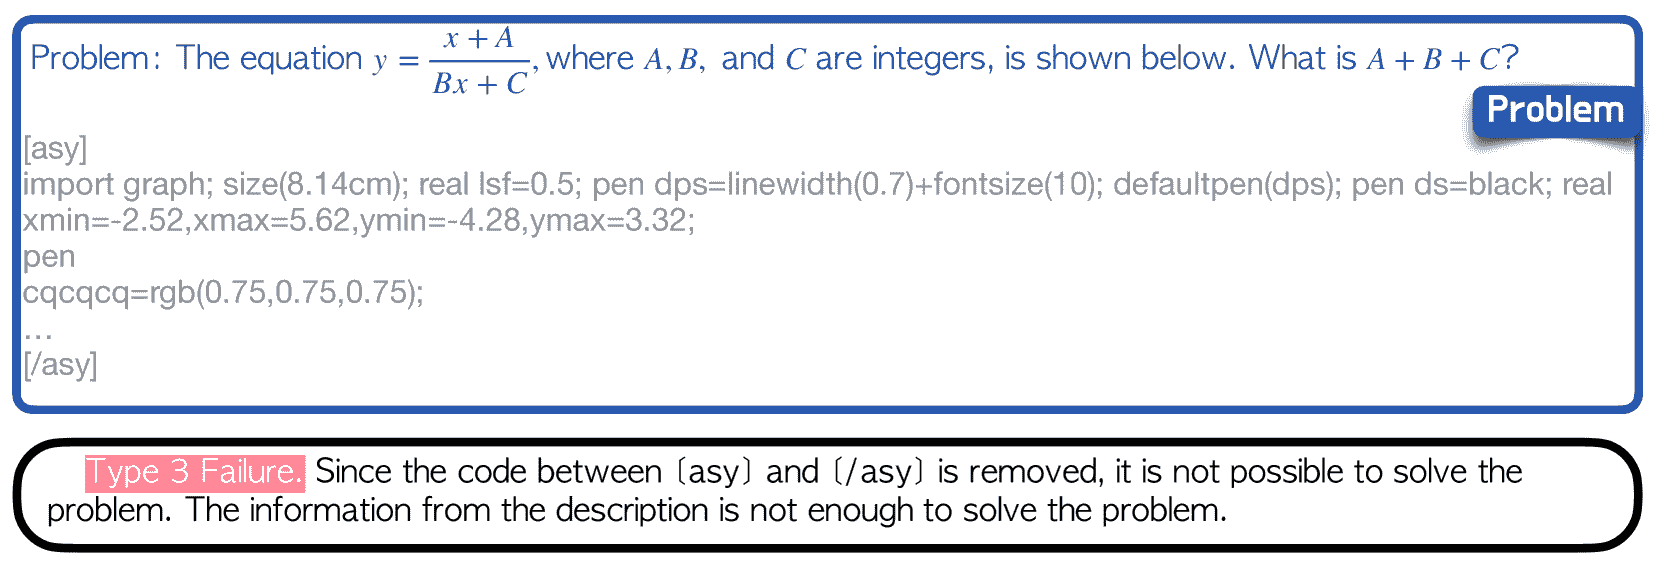 Problem: The equation y = \frac{x + A}{Bx + C}, where A, B, and C are integers, is shown below. What is A + B + C?
Problem
[asy]
import graph; size(8.14cm); real lsf=0.5; pen dps=linewidth(0.7)+fontsize(10); defaultpen(dps); pen ds=black; real
xmin=-2.52,xmax=5.62,ymin=-4.28,ymax=3.32;
pen
cqcqcq=rgb(0.75,0.75,0.75);
...
[/asy]
Type 3 Failure. Since the code between [asy] and [/asy] is removed, it is not possible to solve the
problem. The information from the description is not enough to solve the problem.